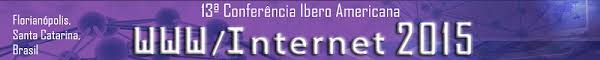 Florianópolis,
Santa Catarina,
Brasil
13ª Conferência Ibero Americana
WWW/Internet 2015